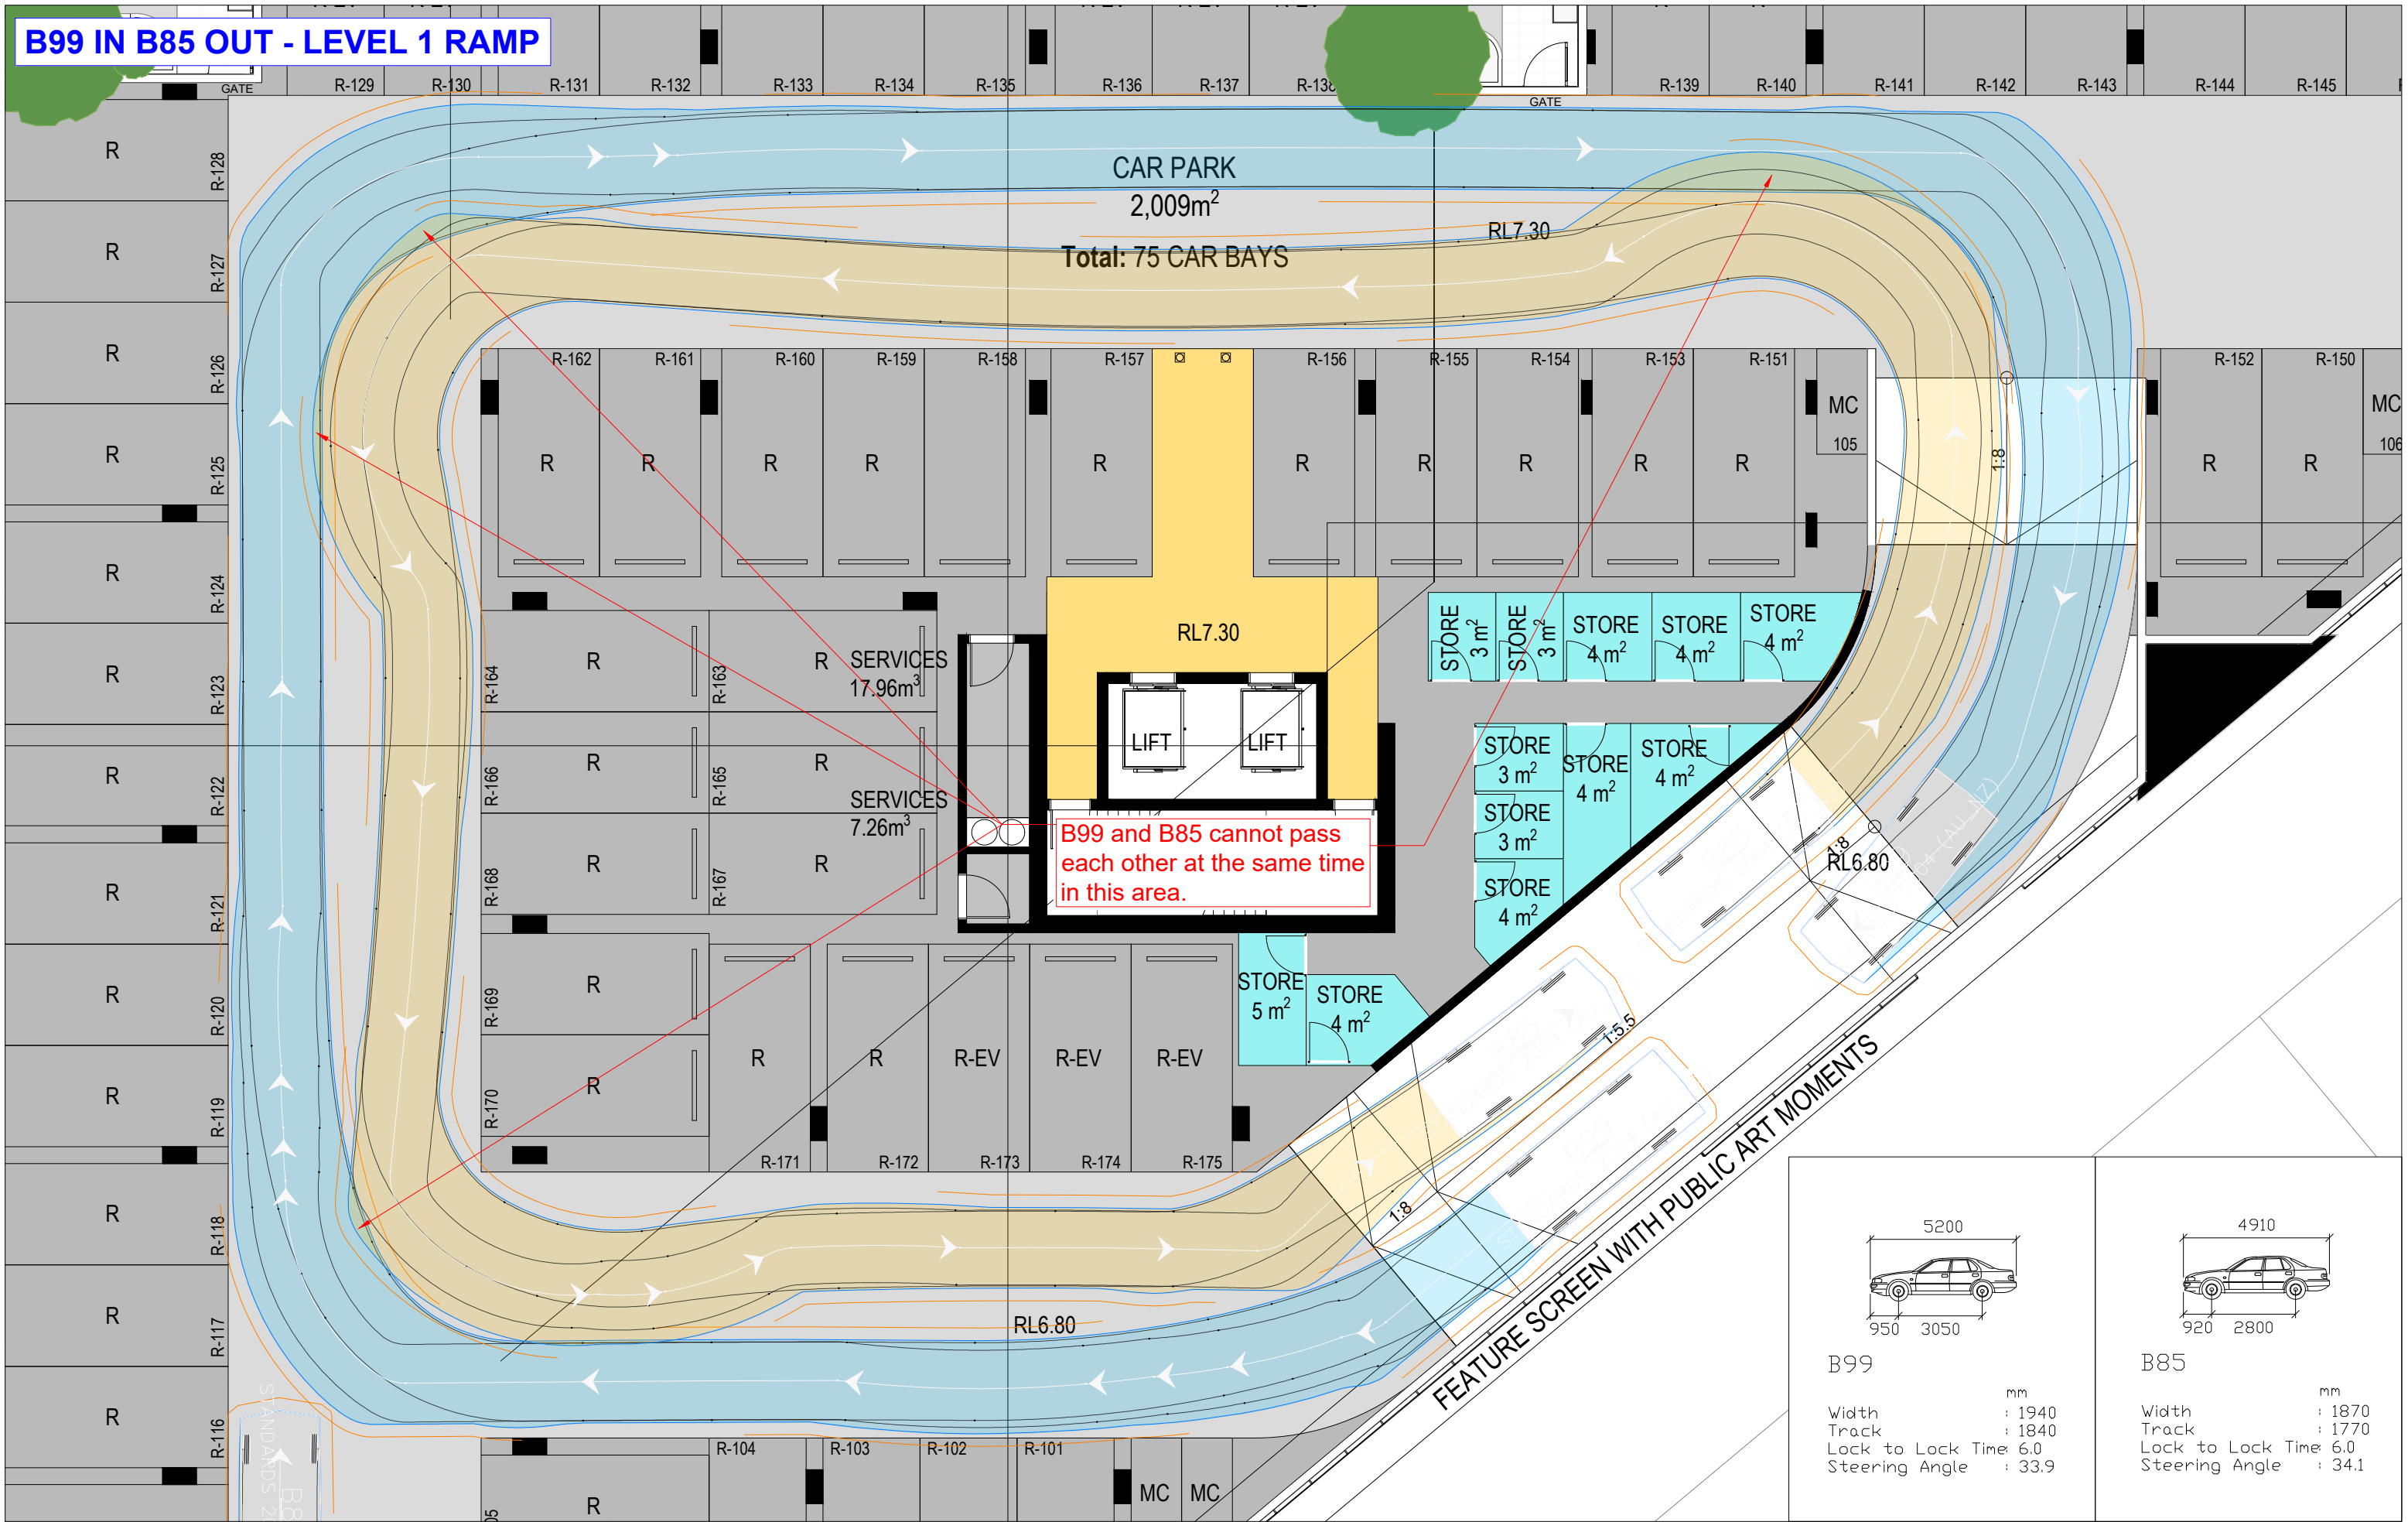 B99 IN B85 OUT - LEVEL 1 RAMP
GATE
R-129
R-130
R-131
R-132
R-133
R-134
R-135
R-136
R-137
R-138
GATE
R-139
R-140
R-141
R-142
R-143
R-144
R-145
R
R-128
R
R-127
R
R-126
R
R-125
R
R-124
R
R-123
R
R-122
R
R-121
R
R-120
R
R-119
R
R-118
R
R-117
R
R-116
CAR PARK
2,009m²
Total: 75 CAR BAYS
RL7.30
R-162
R-161
R-160
R-159
R-158
R-157
R-156
R-155
R-154
R-153
R-151
R-152
R-150
R
R
R
R
R
R
R
R
R
R
R
R
MC
105
MC
106
1:8
RL7.30
LIFT
LIFT
R-164
R
R-163
R
SERVICES
17.96m³
R-166
R
R-165
R
SERVICES
7.26m³
R-168
R
R-167
R
R-169
R
R-170
R
STORE
3 m²
STORE
3 m²
STORE
4 m²
STORE
4 m²
STORE
4 m²
STORE
3 m²
STORE
4 m²
STORE
4 m²
STORE
3 m²
STORE
4 m²
STORE
5 m²
STORE
4 m²
B99 and B85 cannot pass
each other at the same time
in this area.
1:8
RL6.80
1:5.5
1:8
R
R
R-EV
R-EV
R-EV
R-171
R-172
R-173
R-174
R-175
RL6.80
FEATURE SCREEN WITH PUBLIC ART MOMENTS
R-104
R-103
R-102
R-101
R
MC
MC
5200
950 3050
B99
mm
Width : 1940
Track : 1840
Lock to Lock Time : 6.0
Steering Angle : 33.9
4910
920 2800
B85
mm
Width : 1870
Track : 1770
Lock to Lock Time : 6.0
Steering Angle : 34.1